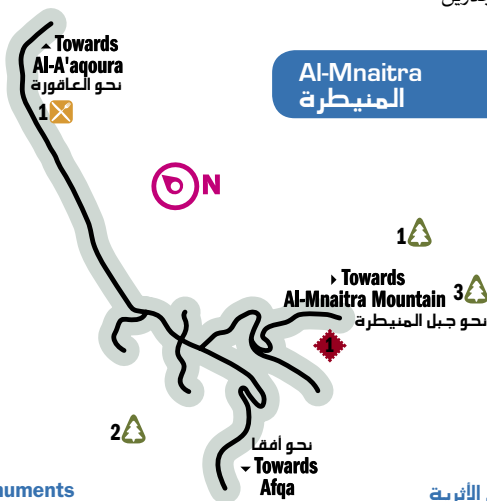 Towards
Al-A'aqoura
نحو العاقورة
1
Al-Mnaitra
المنيطرة
N
1
Towards
Al-Mnaitra Mountain
نحو جبل المنيطرة
3
1
2
نحو أفقا
Towards
Afqa
الأثرية